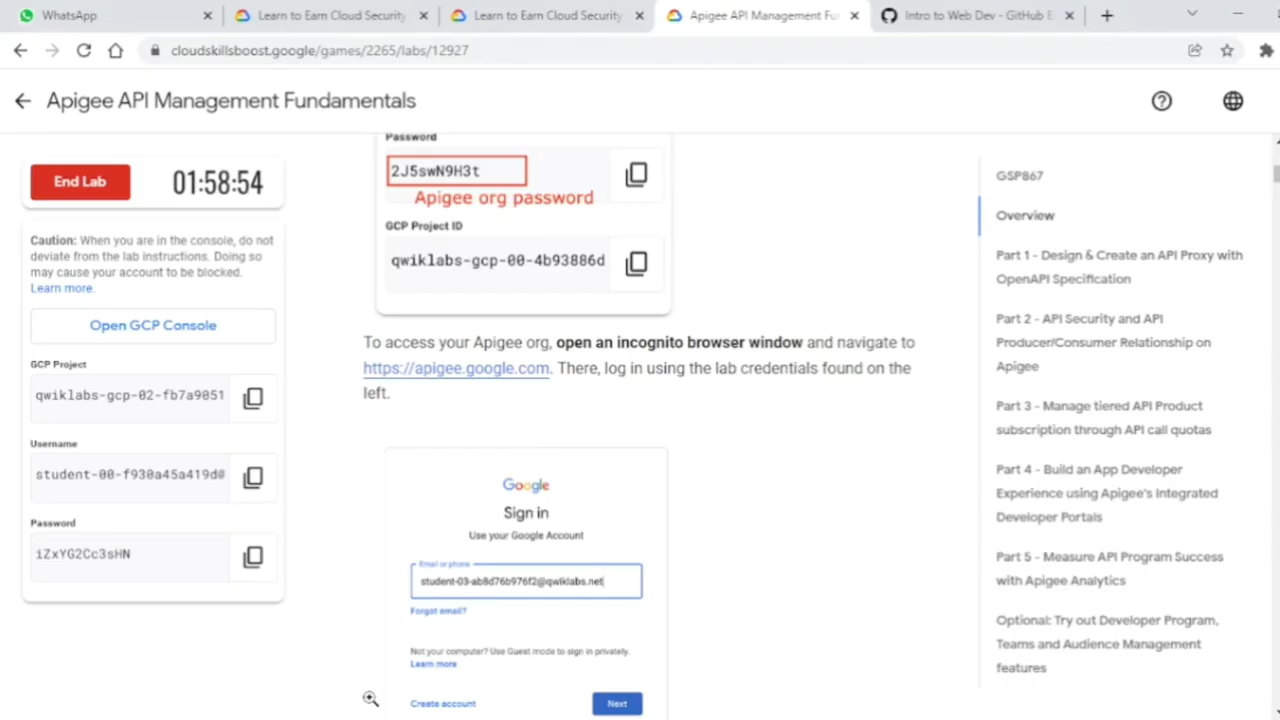 WhatsApp
Learn to Earn Cloud Security
Learn to Earn Cloud Security
Apigee API Management Fu
Intro to Web Dev - GitHub E
cloudskillsboost.google/games/2265/labs/12927
Apigee API Management Fundamentals
End Lab
01:58:54
Caution: When you are in the console, do not
deviate from the lab instructions. Doing so
may cause your account to be blocked.
Learn more.
Open GCP Console
GCP Project
qwiklabs-gcp-02-fb7a9051
Username
student-00-f930a45a419d@
Password
iZxYG2Cc3sHN
Password
2J5swN9H3t
Apigee org password
GCP Project ID
qwiklabs-gcp-00-4b93886d
To access your Apigee org, open an incognito browser window and navigate to
https://apigee.google.com. There, log in using the lab credentials found on the
left.
Google
Sign in
Use your Google Account
Email or phone
student-03-ab8d76b976f2@qwiklabs.net
Forgot email?
Not your computer? Use Guest mode to sign in privately.
Learn more
Create account
Next
GSP867
Overview
Part 1 - Design & Create an API Proxy with
OpenAPI Specification
Part 2 - API Security and API
Producer/Consumer Relationship on
Apigee
Part 3 - Manage tiered API Product
subscription through API call quotas
Part 4 - Build an App Developer
Experience using Apigee's Integrated
Developer Portals
Part 5 - Measure API Program Success
with Apigee Analytics
Optional: Try out Developer Program,
Teams and Audience Management
features